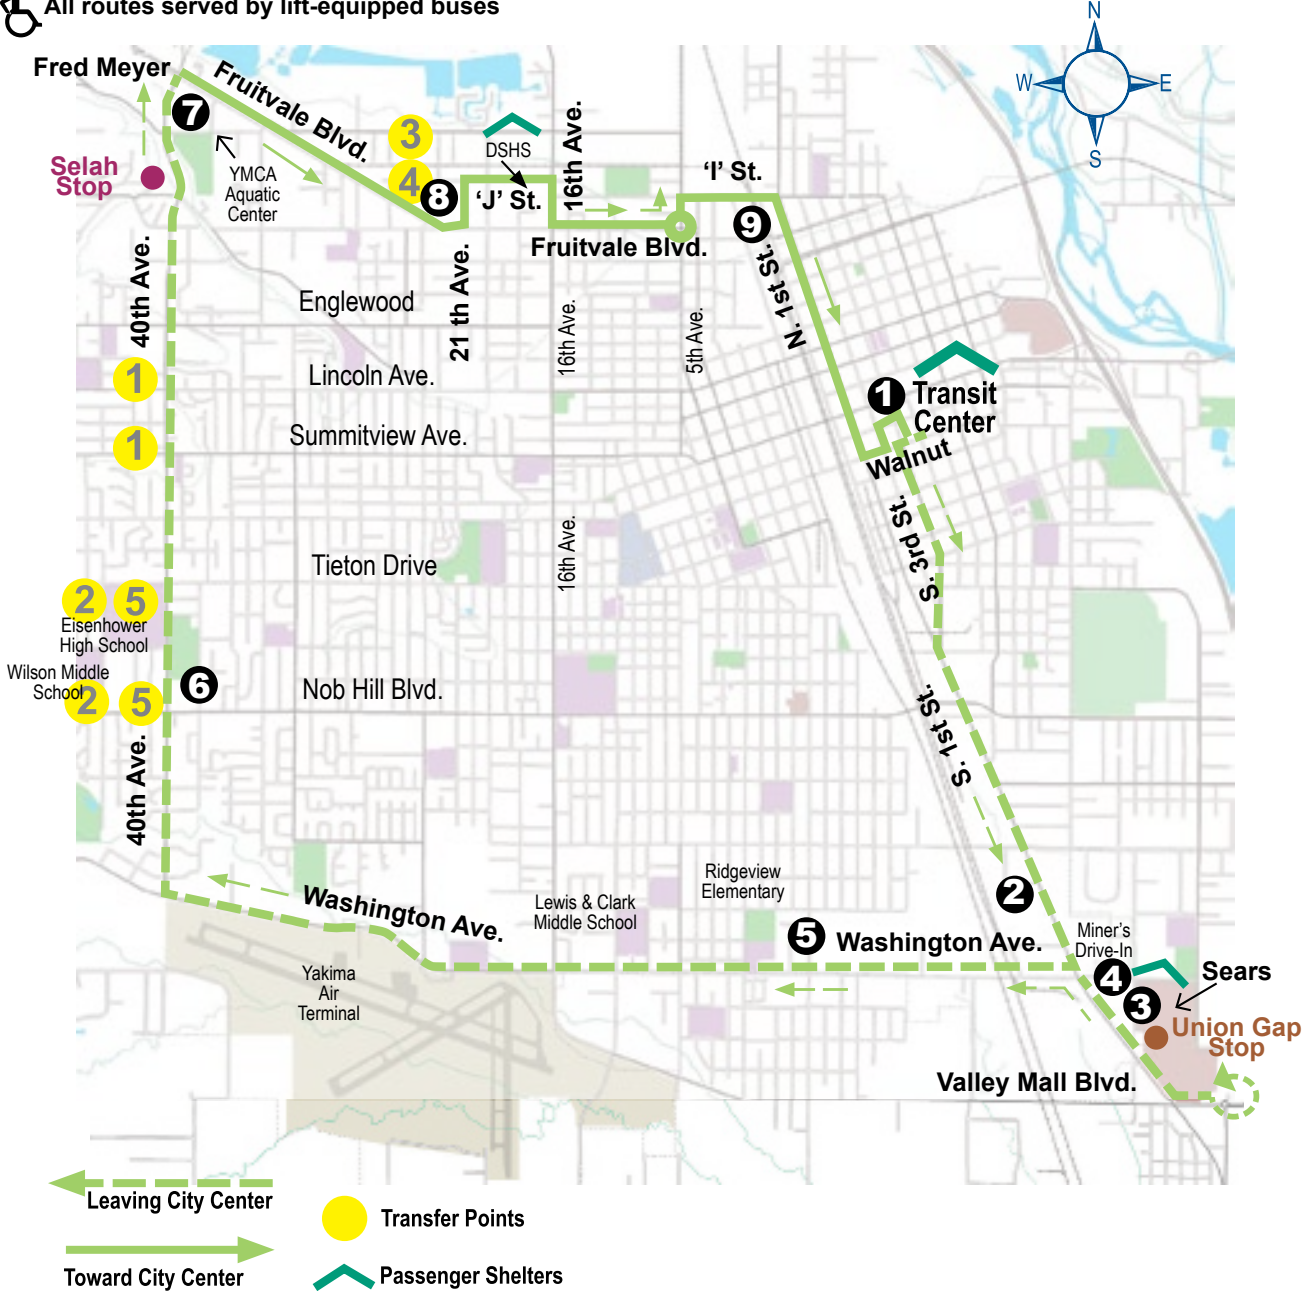 All routes served by lift-equipped buses
N
W
E
S
Fred Meyer
Fruitvale Blvd.
7
3
4
8
DSHS
'J' St.
16th Ave.
'I' St.
9
Selah
Stop
YMCA
Aquatic
Center
Fruitvale Blvd.
40th Ave.
Englewood
21 th Ave.
16th Ave.
5th Ave.
N. 1st St.
1
Lincoln Ave.
1
Transit
Center
1
Summitview Ave.
Walnut
S. 3rd St.
Tieton Drive
16th Ave.
2
5
Eisenhower
High School
Wilson Middle
School
2
5
6
Nob Hill Blvd.
S. 1st St.
40th Ave.
Ridgeview
Elementary
2
Washington Ave.
Lewis & Clark
Middle School
5
Washington Ave.
Miner's
Drive-In
4
3
Sears
Yakima
Air
Terminal
Union Gap
Stop
Valley Mall Blvd.
Leaving City Center
Transfer Points
Toward City Center
Passenger Shelters